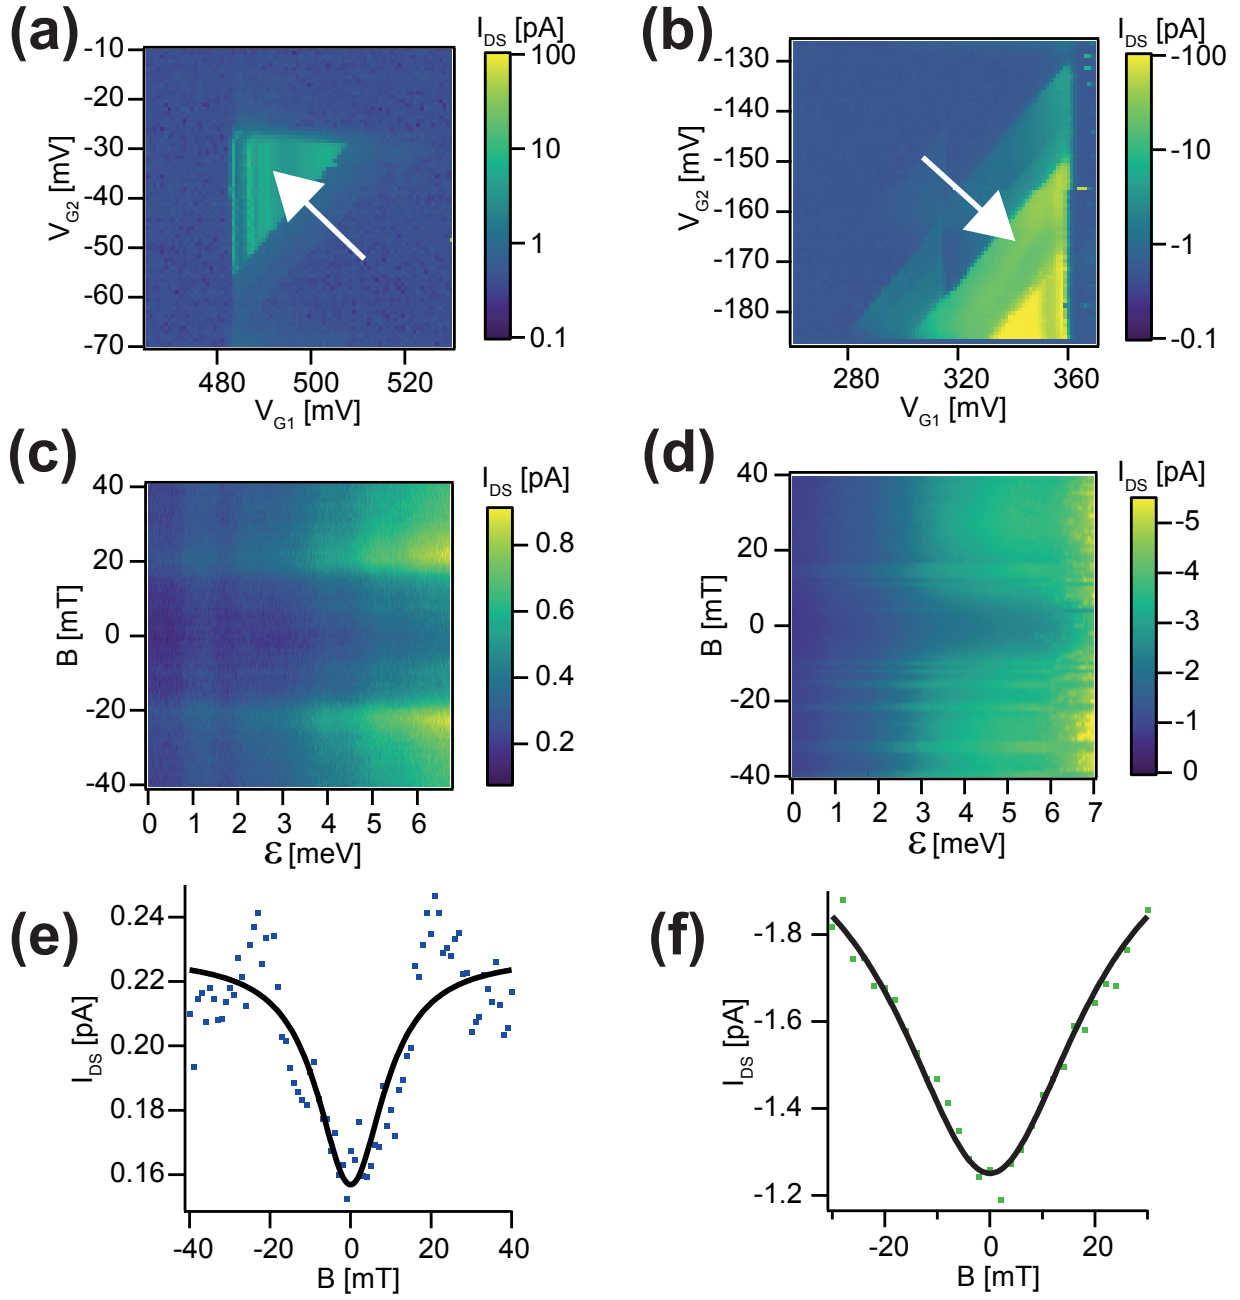 (a)
I_DS [pA]
-10
-20
-30
-40
-50
-60
-70
V_G2 [mV]
480
500
520
V_G1 [mV]
100
10
1
0.1
(b)
I_DS [pA]
-130
-140
-150
-160
-170
-180
V_G2 [mV]
280
320
360
V_G1 [mV]
-100
-10
-1
-0.1
(c)
I_DS [pA]
40
20
0
-20
-40
B [mT]
0 1 2 3 4 5 6
ε [meV]
0.8
0.6
0.4
0.2
(d)
I_DS [pA]
40
20
0
-20
-40
B [mT]
0 1 2 3 4 5 6 7
ε [meV]
-5
-4
-3
-2
-1
0
(e)
0.24
0.22
0.20
0.18
0.16
I_DS [pA]
-40 -20 0 20 40
B [mT]
(f)
-1.8
-1.6
-1.4
-1.2
I_DS [pA]
-20 0 20
B [mT]